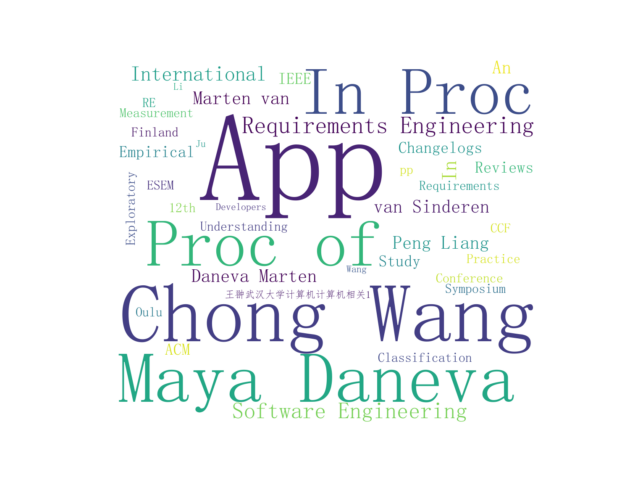 An
International
IEEE
In Proc
Li
Marten van
RE
Measurement
Requirements Engineering
Finland
App
Changelogs
Ju
Empirical
In
Reviews
pp
Exploratory
ESEM
Requirements
12th
Developers
van Sinderen
Understanding
CCF
Proc of
Peng Liang
Study
Practice
Wang
Daneva Marten
Conference
Symposium
王翀武汉大学计算机计算机相关1
Oulu
Chong Wang
ACM
Classification
Maya Daneva
Software Engineering